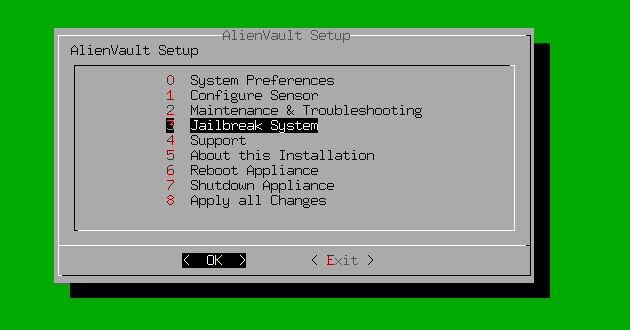 AlienVault Setup
AlienVault Setup
0 System Preferences
1 Configure Sensor
2 Maintenance & Troubleshooting
3 Jailbreak System
4 Support
5 About this Installation
6 Reboot Appliance
7 Shutdown Appliance
8 Apply all Changes
< OK > < Exit >